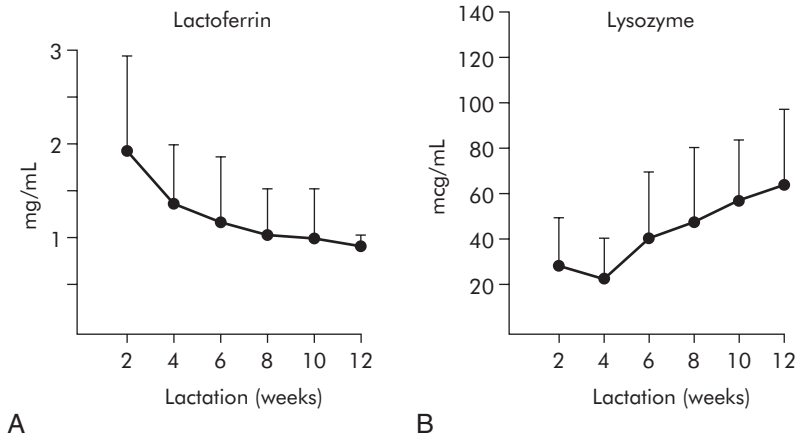 Lactoferrin
3
2
1
mg/mL
2 4 6 8 10 12
Lactation (weeks)
A
Lysozyme
140
120
100
80
60
40
20
mcg/mL
2 4 6 8 10 12
Lactation (weeks)
B